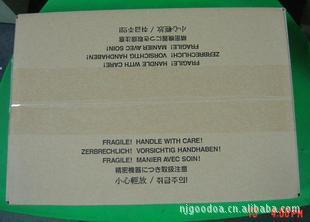 小心輕放 / 취급주의
精密機器につき取扱注意
FRAGILE! MANIER AVEC SOIN!
ZERBRECHLICH! VORSICHTIG HANDHABEN!
FRAGILE! HANDLE WITH CARE!
FRAGILE! HANDLE WITH CARE!
ZERBRECHLICH! VORSICHTIG HANDHABEN!
FRAGILE! MANIER AVEC SOIN!
精密機器につき取扱注意
小心輕放 / 취급주의
njgoodoa.cn.alibaba.com